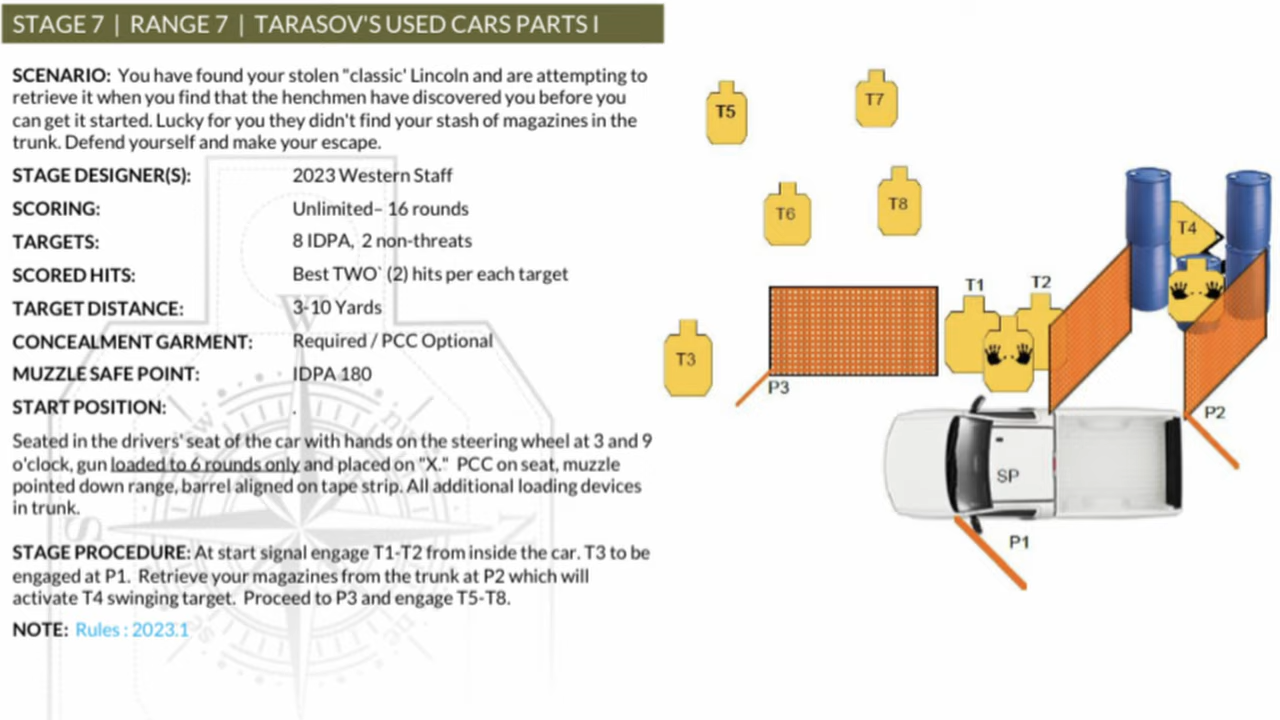 STAGE 7 | RANGE 7 | TARASOV'S USED CARS PARTS I
SCENARIO: You have found your stolen "classic' Lincoln and are attempting to
retrieve it when you find that the henchmen have discovered you before you
can get it started. Lucky for you they didn't find your stash of magazines in the
trunk. Defend yourself and make your escape.
STAGE DESIGNER(S): 2023 Western Staff
SCORING: Unlimited– 16 rounds
TARGETS: 8 IDPA, 2 non-threats
SCORED HITS: Best TWO` (2) hits per each target
TARGET DISTANCE: 3-10 Yards
CONCEALMENT GARMENT: Required / PCC Optional
MUZZLE SAFE POINT: IDPA 180
START POSITION: .
Seated in the drivers' seat of the car with hands on the steering wheel at 3 and 9
o'clock, gun loaded to 6 rounds only and placed on "X." PCC on seat, muzzle
pointed down range, barrel aligned on tape strip. All additional loading devices
in trunk.
STAGE PROCEDURE: At start signal engage T1-T2 from inside the car. T3 to be
engaged at P1. Retrieve your magazines from the trunk at P2 which will
activate T4 swinging target. Proceed to P3 and engage T5-T8.
NOTE: Rules : 2023.1
W
S
N
nw
nu
se
ne
T5
T7
T6
T8
T4
T1
T2
T3
P3
P2
SP
P1